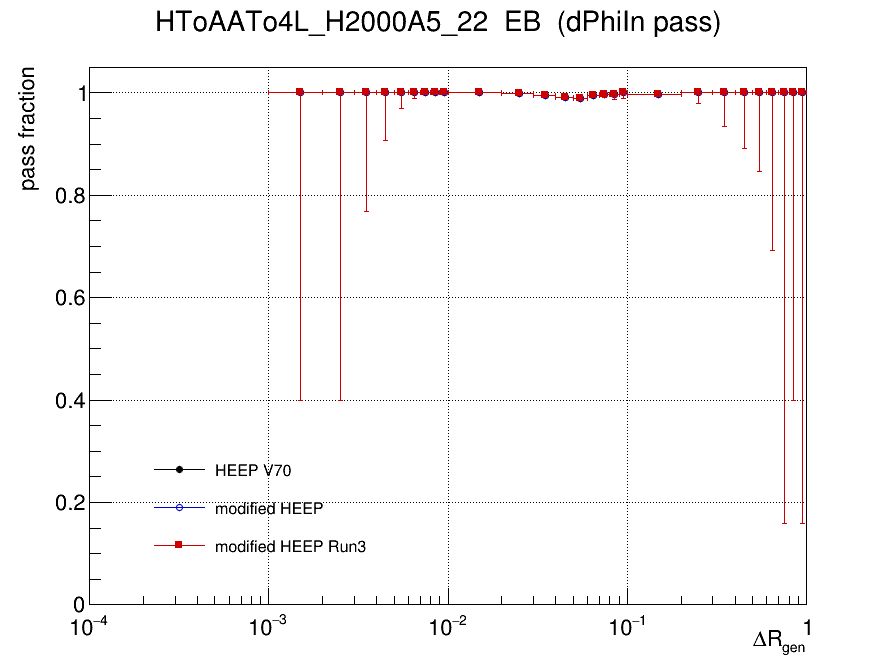 HToAATo4L_H2000A5_22 EB (dPhiIn pass)
pass fraction
1
0.8
0.6
0.4
0.2
0
HEEP V70
modified HEEP
modified HEEP Run3
10⁻⁴ 10⁻³ 10⁻² 10⁻¹ 1
ΔR_gen